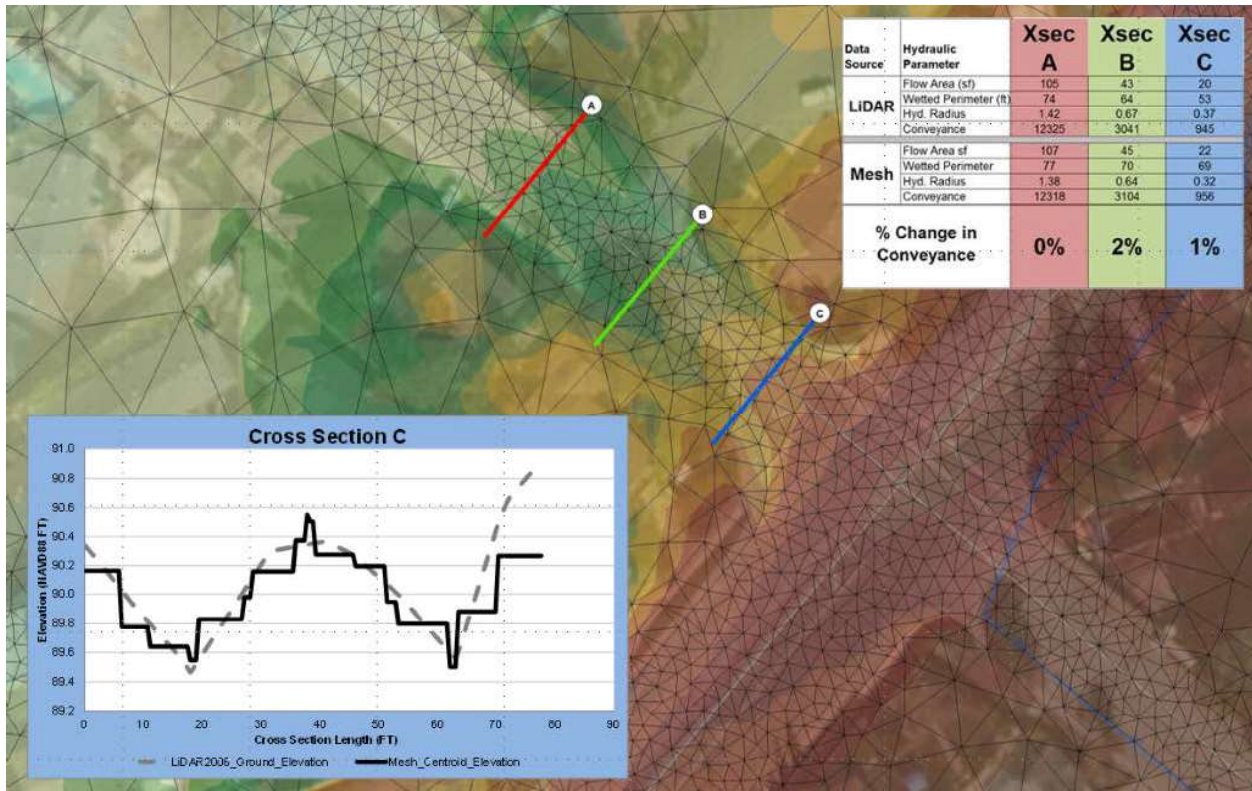 Data Source Hydraulic Parameter Xsec A Xsec B Xsec C
LiDAR
Flow Area (sf) 105 43 20
Wetted Perimeter (ft) 74 64 53
Hyd. Radius 1.42 0.67 0.37
Conveyance 12325 3041 945
Mesh
Flow Area sf 107 45 22
Wetted Perimeter 77 70 69
Hyd. Radius 1.38 0.64 0.32
Conveyance 12318 3104 956
% Change in Conveyance 0% 2% 1%
A
B
C
Cross Section C
Elevation (NAVD88 FT)
91.0
90.8
90.6
90.4
90.2
90.0
89.8
89.6
89.4
89.2
0 10 20 30 40 50 60 70 80 90
Cross Section Length (FT)
LiDAR2006_Ground_Elevation Mesh_Centroid_Elevation